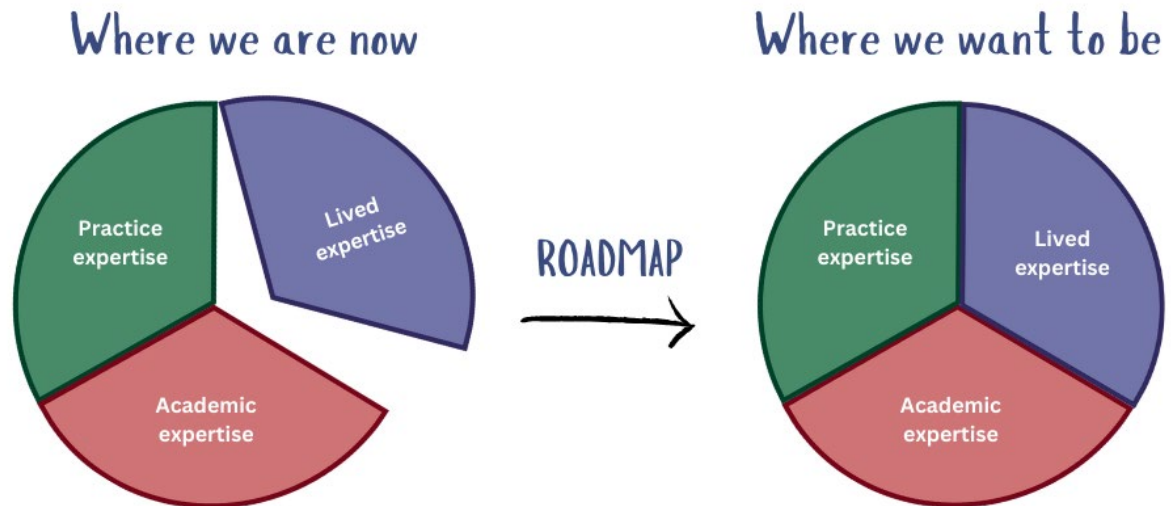 Where we are now
Where we want to be
Practice
expertise
Lived
expertise
Academic
expertise
ROADMAP
Practice
expertise
Lived
expertise
Academic
expertise